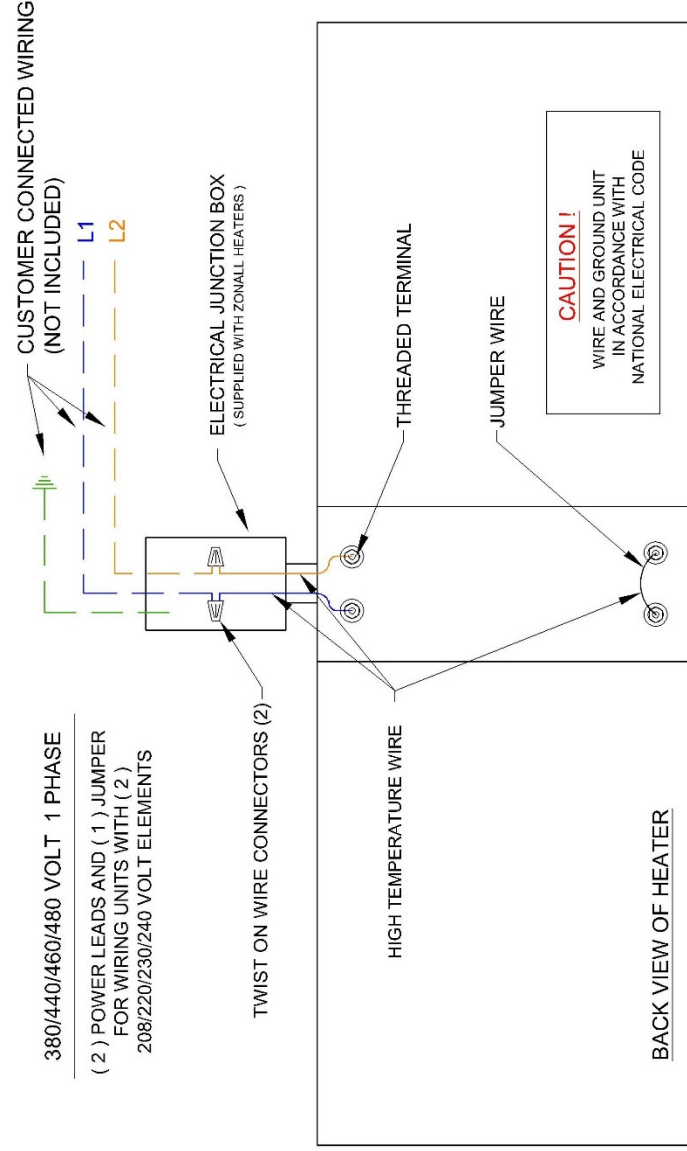 380/440/460/480 VOLT 1 PHASE
( 2 ) POWER LEADS AND ( 1 ) JUMPER
FOR WIRING UNITS WITH ( 2 )
208/220/230/240 VOLT ELEMENTS
CUSTOMER CONNECTED WIRING
(NOT INCLUDED)
L1
L2
ELECTRICAL JUNCTION BOX
( SUPPLIED WITH ZONALL HEATERS )
TWIST ON WIRE CONNECTORS (2)
THREADED TERMINAL
HIGH TEMPERATURE WIRE
JUMPER WIRE
CAUTION !
WIRE AND GROUND UNIT
IN ACCORDANCE WITH
NATIONAL ELECTRICAL CODE
BACK VIEW OF HEATER